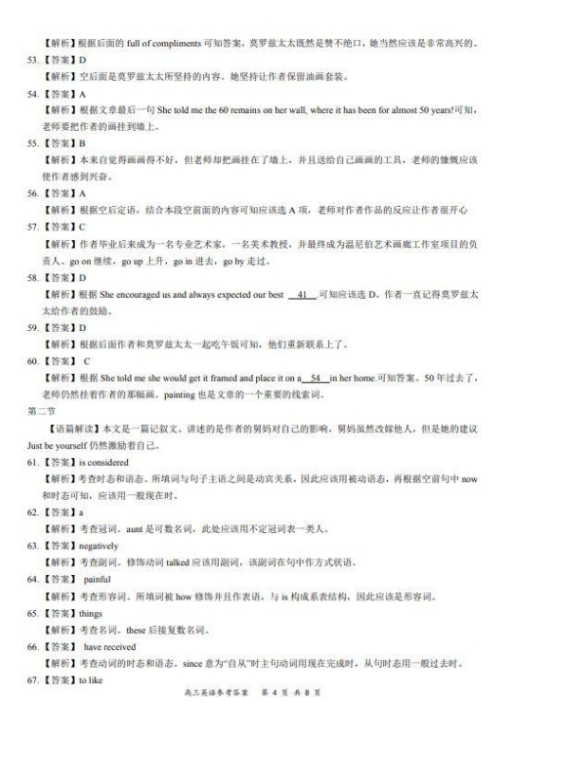 【解析】根据后面的 full of compliments 可知答案。莫罗兹太太既然是赞不绝口，她当然应该是非常高兴的。
53.【答案】D
【解析】空后面是莫罗兹太太所坚持的内容。她坚持让作者保留油画套装。
54.【答案】A
【解析】根据文章最后一句 She told me the 60 remains on her wall, where it has been for almost 50 years!可知，
老师要把作者的画挂到墙上。
55.【答案】B
【解析】本来自觉得画画得不好，但老师却把画挂在了墙上，并且送给自己画画的工具，老师的慷慨应该
使作者感到兴奋。
56.【答案】A
【解析】根据空后定语，结合本段空前面的内容可知应该选 A 项，老师对作者作品的反应让作者很开心
57.【答案】C
【解析】作者毕业后来成为一名专业艺术家，一名美术教授，并最终成为温尼伯艺术画廊工作室项目的负
责人。go on 继续，go up 上升，go in 进去，go by 走过。
58.【答案】D
【解析】根据 She encouraged us and always expected our best __41__.可知应该选 D。作者一直记得莫罗兹太
太给作者的鼓励。
59.【答案】D
【解析】根据后面作者和莫罗兹太太一起吃午饭可知，他们重新联系上了。
60.【答案】 C
【解析】根据 She told me she would get it framed and place it on a __54__ in her home.可知答案。50 年过去了，
老师仍然挂着作者的那幅画。painting 也是文章的一个重要的线索词。
第二节
【语篇解读】本文是一篇记叙文。讲述的是作者的舅妈对自己的影响，舅妈虽然改嫁他人，但是她的建议
Just be yourself 仍然激励着自己。
61.【答案】is considered
【解析】考查时态和语态。所填词与句子主语之间是动宾关系，因此应该用被动语态，再根据空前句中 now
和时态可知，应该用一般现在时。
62.【答案】a
【解析】考查冠词。aunt 是可数名词，此处应该用不定冠词表一类人。
63.【答案】negatively
【解析】考查副词。修饰动词 talked 应该用副词，该副词在句中作方式状语。
64.【答案】 painful
【解析】考查形容词。所填词被 how 修饰并且作表语，与 is 构成系表结构，因此应该是形容词。
65.【答案】things
【解析】考查名词。these 后接复数名词。
66.【答案】 have received
【解析】考查动词的时态和语态。since 意为“自从”时主句动词用现在完成时，从句时态用一般过去时。
67.【答案】to like
高三英语参考答案 第 4 页 共 8 页